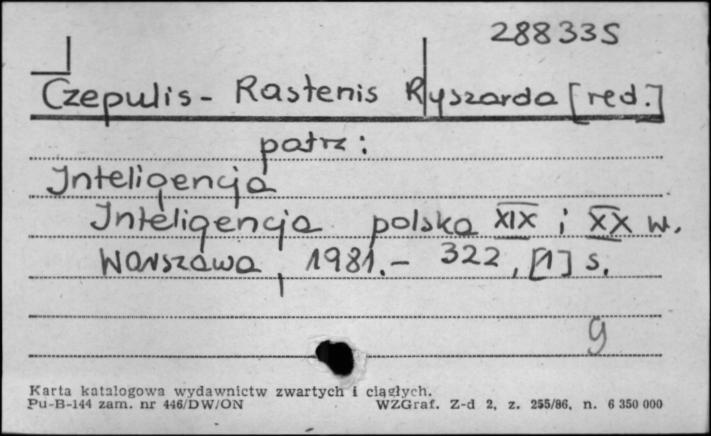 28833S
Czepulis-Rastenis Ryszarda [red.]
patrz:
Inteligencja
Inteligencja polska XIX i XX w.
Warszawa, 1981.- 322, [1] s.
g
Karta katalogowa wydawnictw zwartych i ciągłych.
Pu-B-144 zam. nr 446/DW/ON WZGraf. Z-d 2, z. 255/86, n. 6 350 000